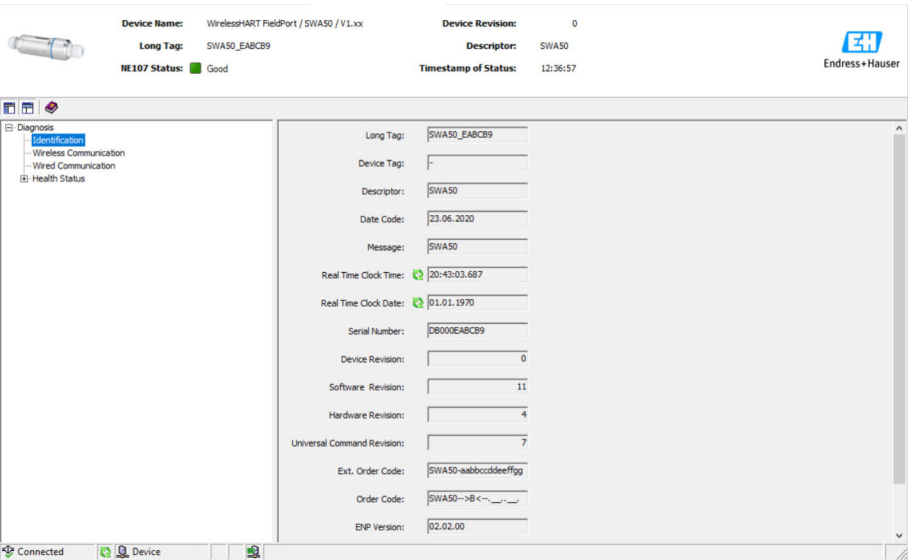 Device Name: WirelessHART FieldPort / SWA50 / V1.xx Device Revision: 0
Long Tag: SWA50_EABCB9 Descriptor: SWA50
NE107 Status: Good Timestamp of Status: 12:36:57
EH
Endress+Hauser
Diagnosis
Identification
Wireless Communication
Wired Communication
Health Status
Long Tag: SWA50_EABCB9
Device Tag: -
Descriptor: SWA50
Date Code: 23.06.2020
Message: SWA50
Real Time Clock Time: 20:43:03.687
Real Time Clock Date: 01.01.1970
Serial Number: DB000EABCB9
Device Revision: 0
Software Revision: 11
Hardware Revision: 4
Universal Command Revision: 7
Ext. Order Code: SWA50-aabbccddeeffgg
Order Code: SWA50-->B<--.__..__.
ENP Version: 02.02.00
Connected Device